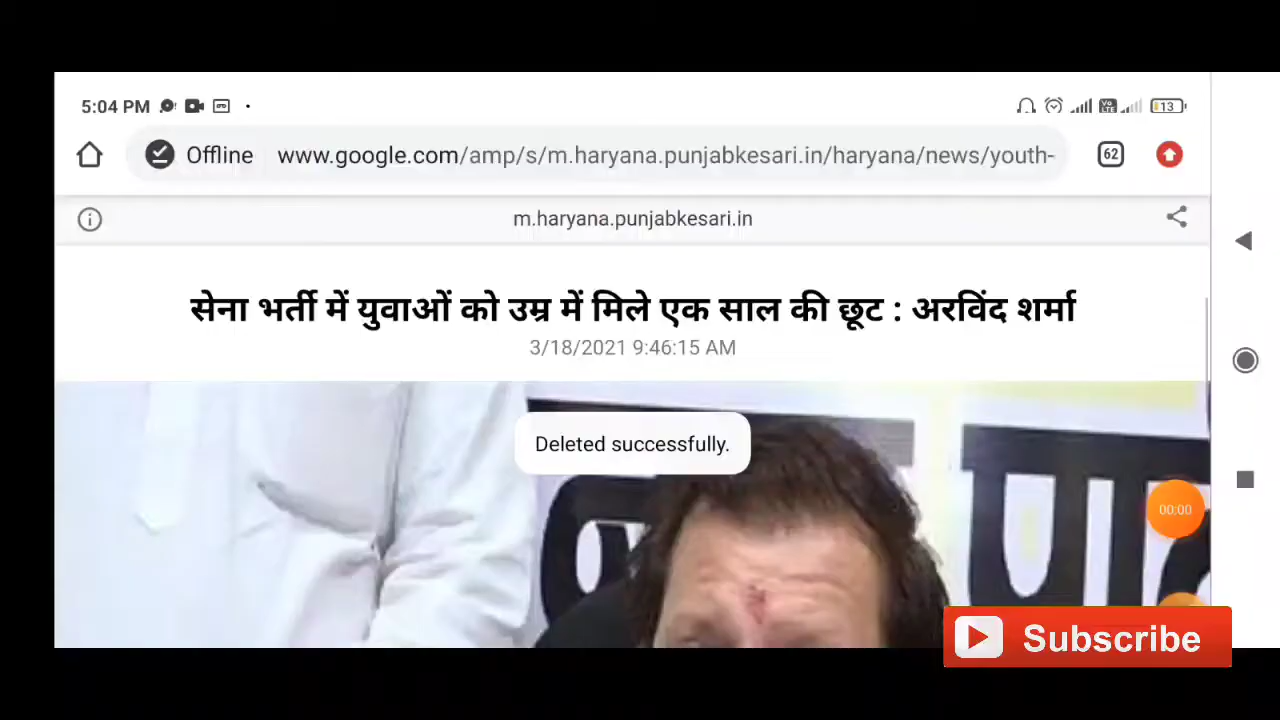 5:04 PM
13
Offline www.google.com/amp/s/m.haryana.punjabkesari.in/haryana/news/youth-
62
m.haryana.punjabkesari.in
सेना भर्ती में युवाओं को उम्र में मिले एक साल की छूट : अरविंद शर्मा
3/18/2021 9:46:15 AM
Deleted successfully.
00:00
Subscribe